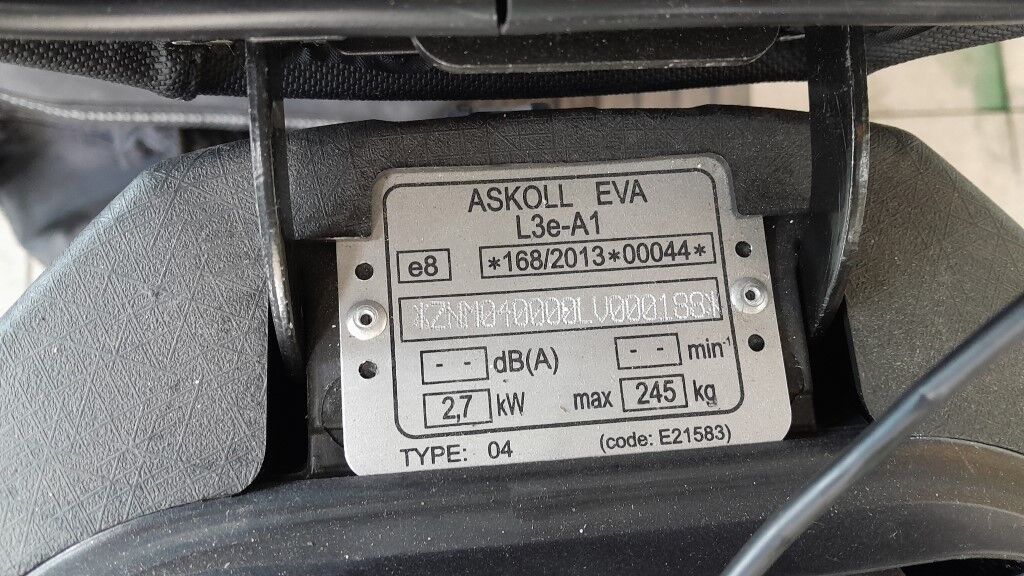 ASKOLL EVA
L3e-A1
e8 *168/2013*00044*
*ZNM040008LV000188*
- - dB(A) - - min-1
2,7 kW max 245 kg
TYPE: 04 (code: E21583)